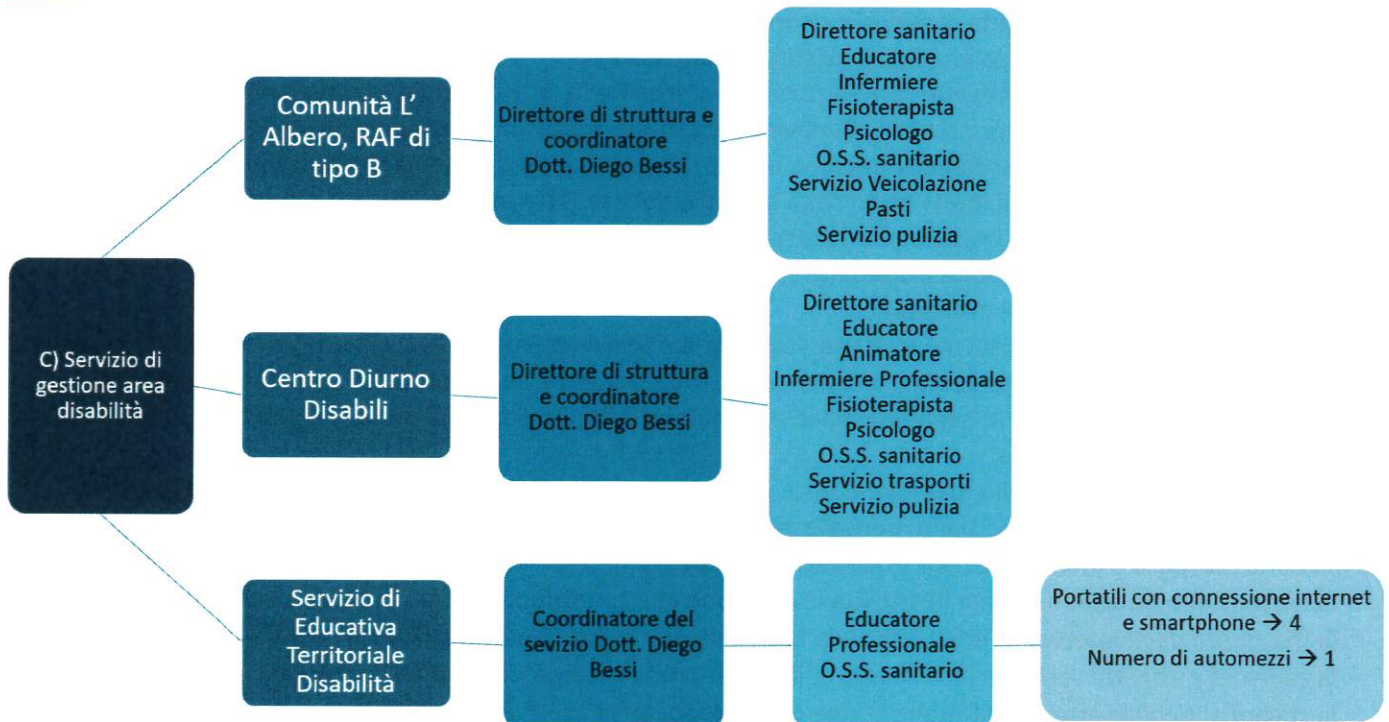 C) Servizio di
gestione area
disabilità
Comunità L'
Albero, RAF di
tipo B
Direttore di struttura e
coordinatore
Dott. Diego Bessi
Direttore sanitario
Educatore
Infermiere
Fisioterapista
Psicologo
O.S.S. sanitario
Servizio Veicolazione
Pasti
Servizio pulizia
Centro Diurno
Disabili
Direttore di struttura
e coordinatore
Dott. Diego Bessi
Direttore sanitario
Educatore
Animatore
Infermiere Professionale
Fisioterapista
Psicologo
O.S.S. sanitario
Servizio trasporti
Servizio pulizia
Servizio di
Educativa
Territoriale
Disabilità
Coordinatore del
sevizio Dott. Diego
Bessi
Educatore
Professionale
O.S.S. sanitario
Portatili con connessione internet
e smartphone → 4
Numero di automezzi → 1